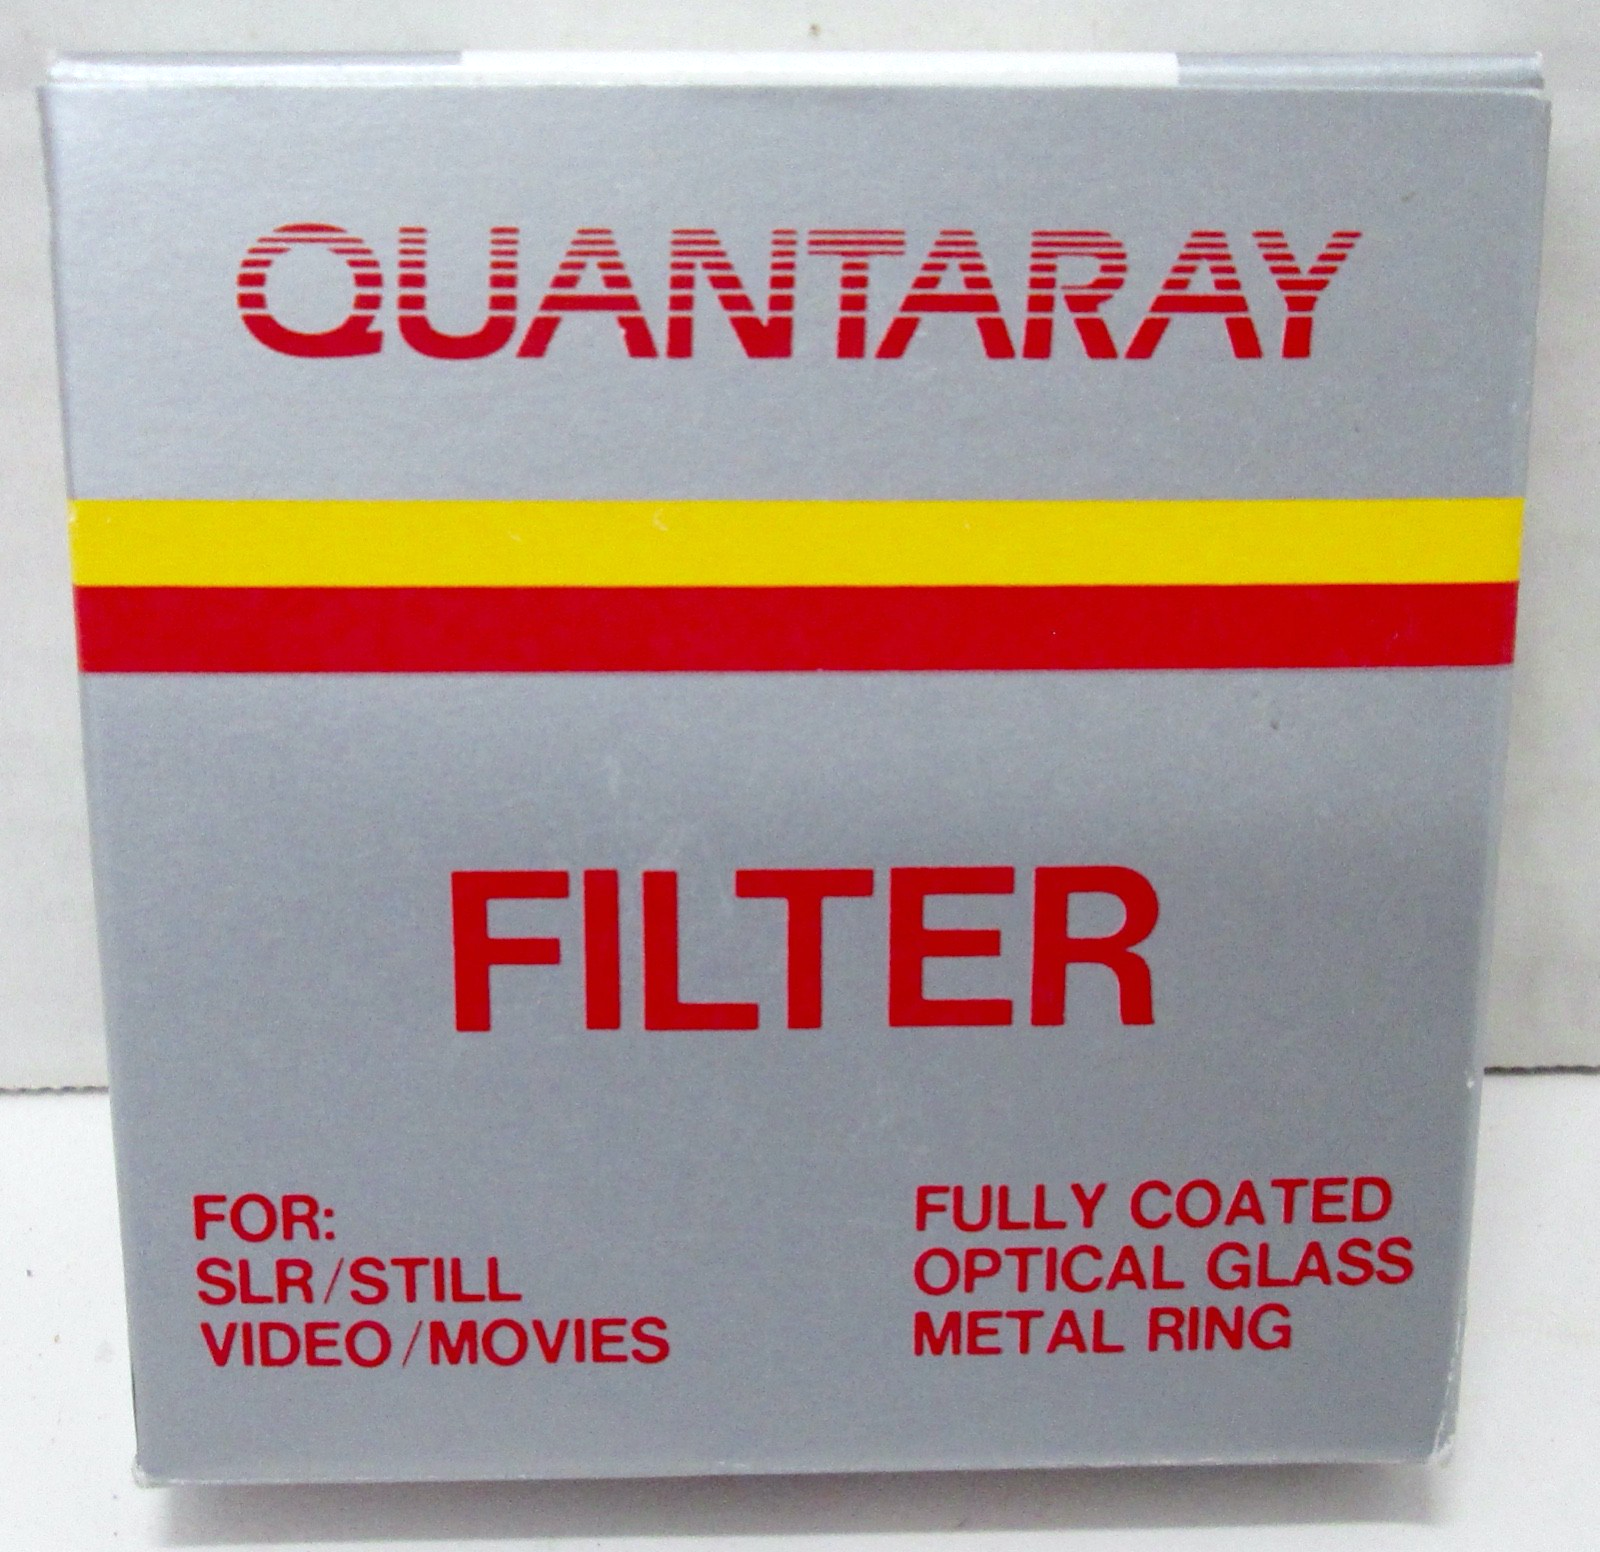 QUANTARAY
FILTER
FOR:
SLR/STILL
VIDEO/MOVIES
FULLY COATED
OPTICAL GLASS
METAL RING